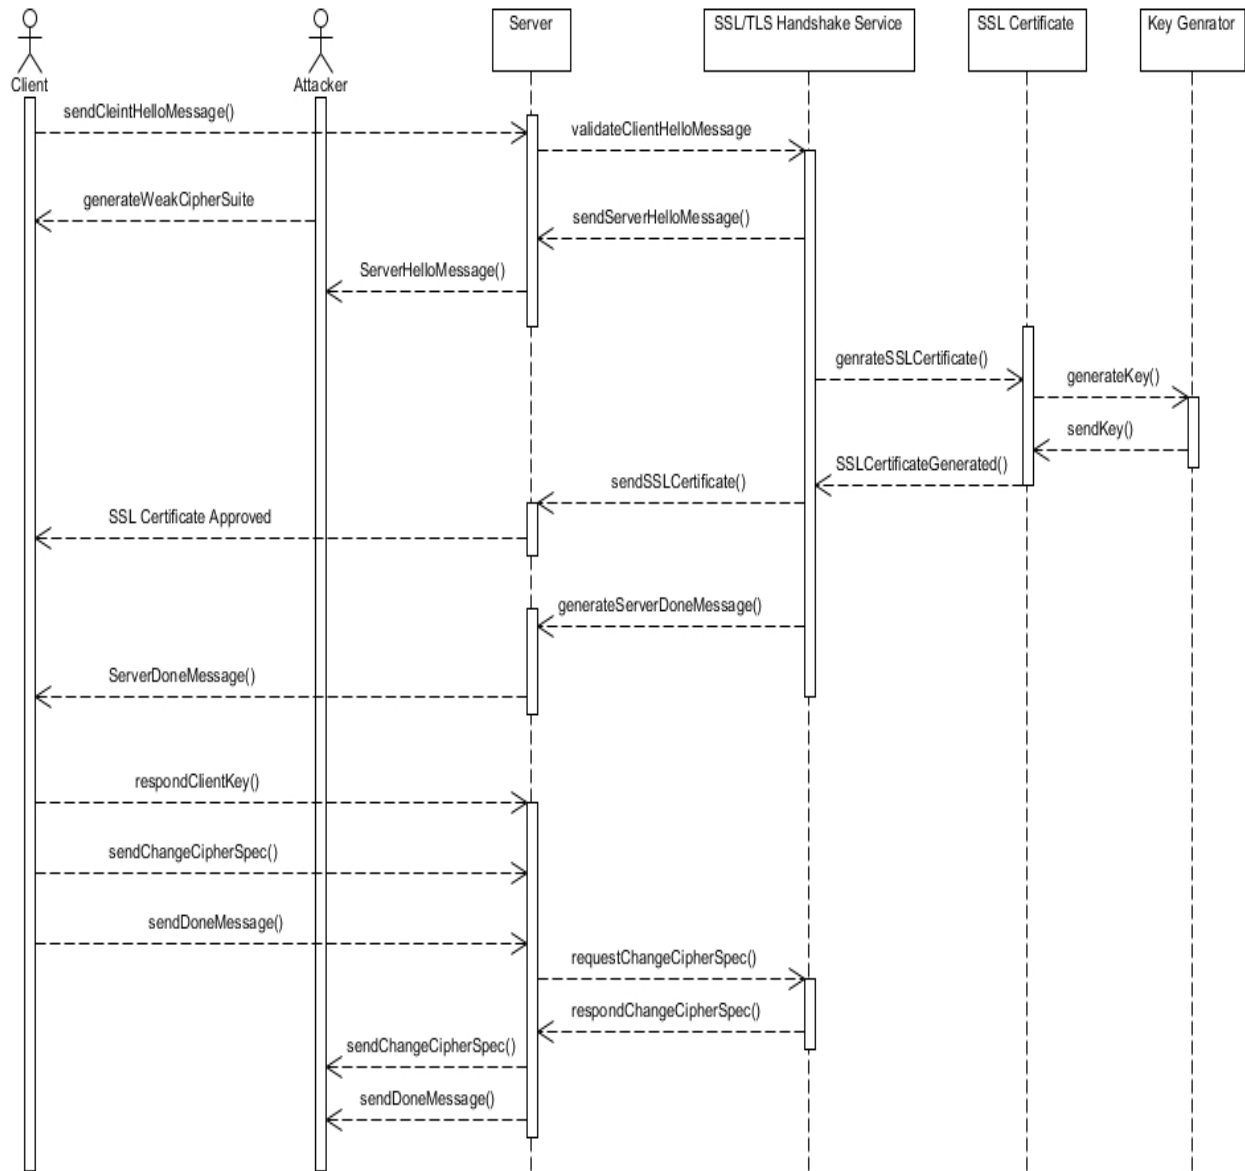 Server
SSL/TLS Handshake Service
SSL Certificate
Key Genrator
Client
Attacker
sendCleintHelloMessage()
validateClientHelloMessage
generateWeakCipherSuite
sendServerHelloMessage()
ServerHelloMessage()
genrateSSLCertificate()
generateKey()
sendKey()
SSLCertificateGenerated()
sendSSLCertificate()
SSL Certificate Approved
generateServerDoneMessage()
ServerDoneMessage()
respondClientKey()
sendChangeCipherSpec()
sendDoneMessage()
requestChangeCipherSpec()
respondChangeCipherSpec()
sendChangeCipherSpec()
sendDoneMessage()